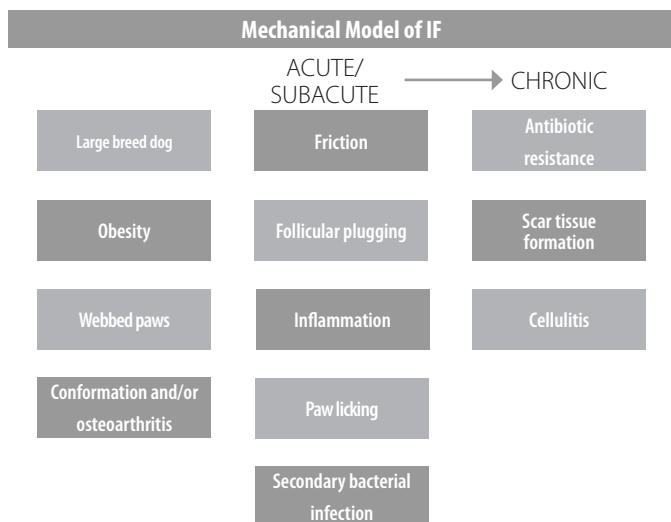 Mechanical Model of IF
ACUTE/
SUBACUTE
CHRONIC
Large breed dog
Obesity
Webbed paws
Conformation and/or
osteoarthritis
Friction
Follicular plugging
Inflammation
Paw licking
Secondary bacterial
infection
Antibiotic
resistance
Scar tissue
formation
Cellulitis